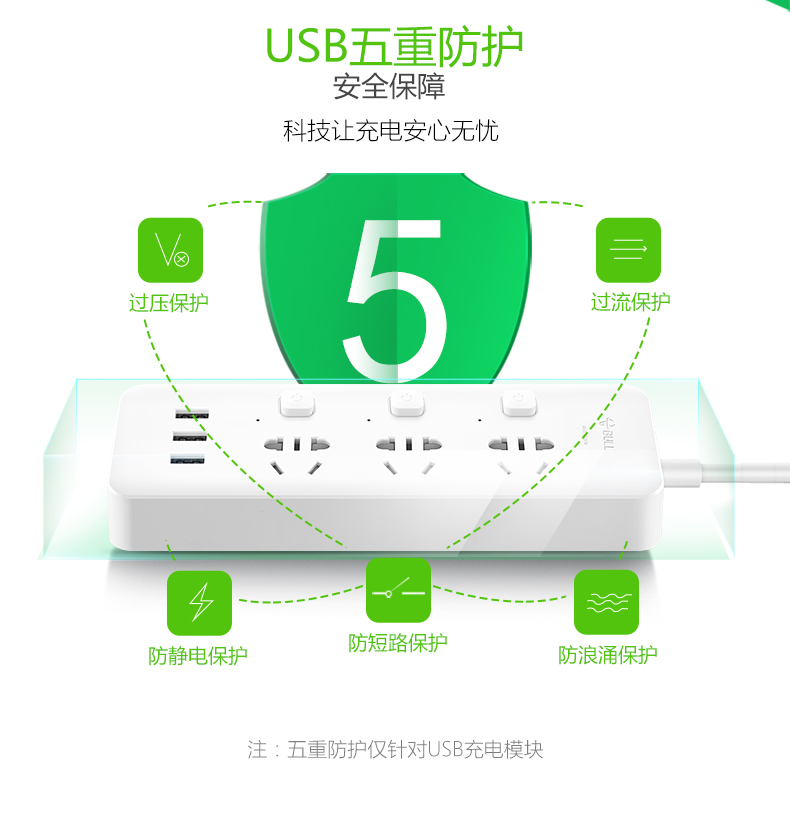 USB五重防护
安全保障
科技让充电安心无忧
5
过压保护
过流保护
BULL
防静电保护
防短路保护
防浪涌保护
注：五重防护仅针对USB充电模块